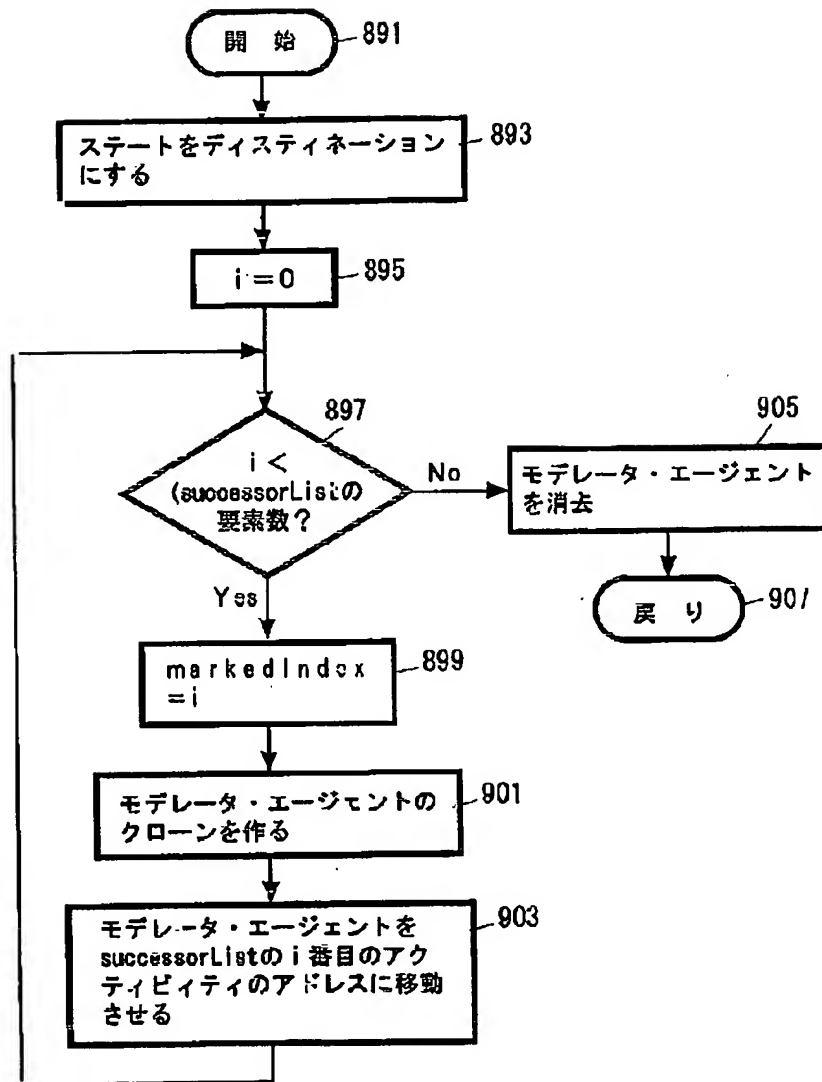 開 始
891
ステートをディスティネーション
にする
893
i=0
895
897
i <
(successorListの
要素数?
No
Yes
905
モデレータ・エージェント
を消去
戻 り
907
markedIndex
=i
899
モデレータ・エージェントの
クローンを作る
901
モデレータ・エージェントを
successorListの i 番目のアク
ティビィティのアドレスに移動
させる
903